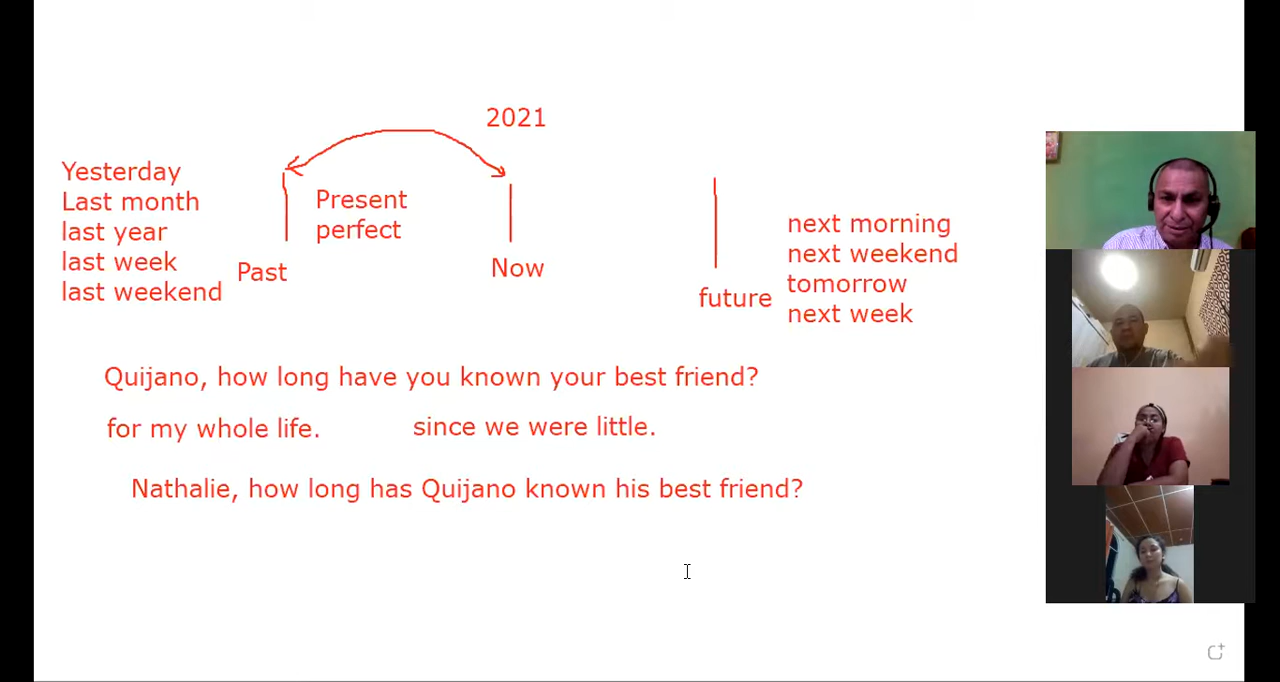 2021
Yesterday
Last month
last year
last week
last weekend
Past
Present
perfect
Now
future
next morning
next weekend
tomorrow
next week
Quijano, how long have you known your best friend?
for my whole life.
since we were little.
Nathalie, how long has Quijano known his best friend?